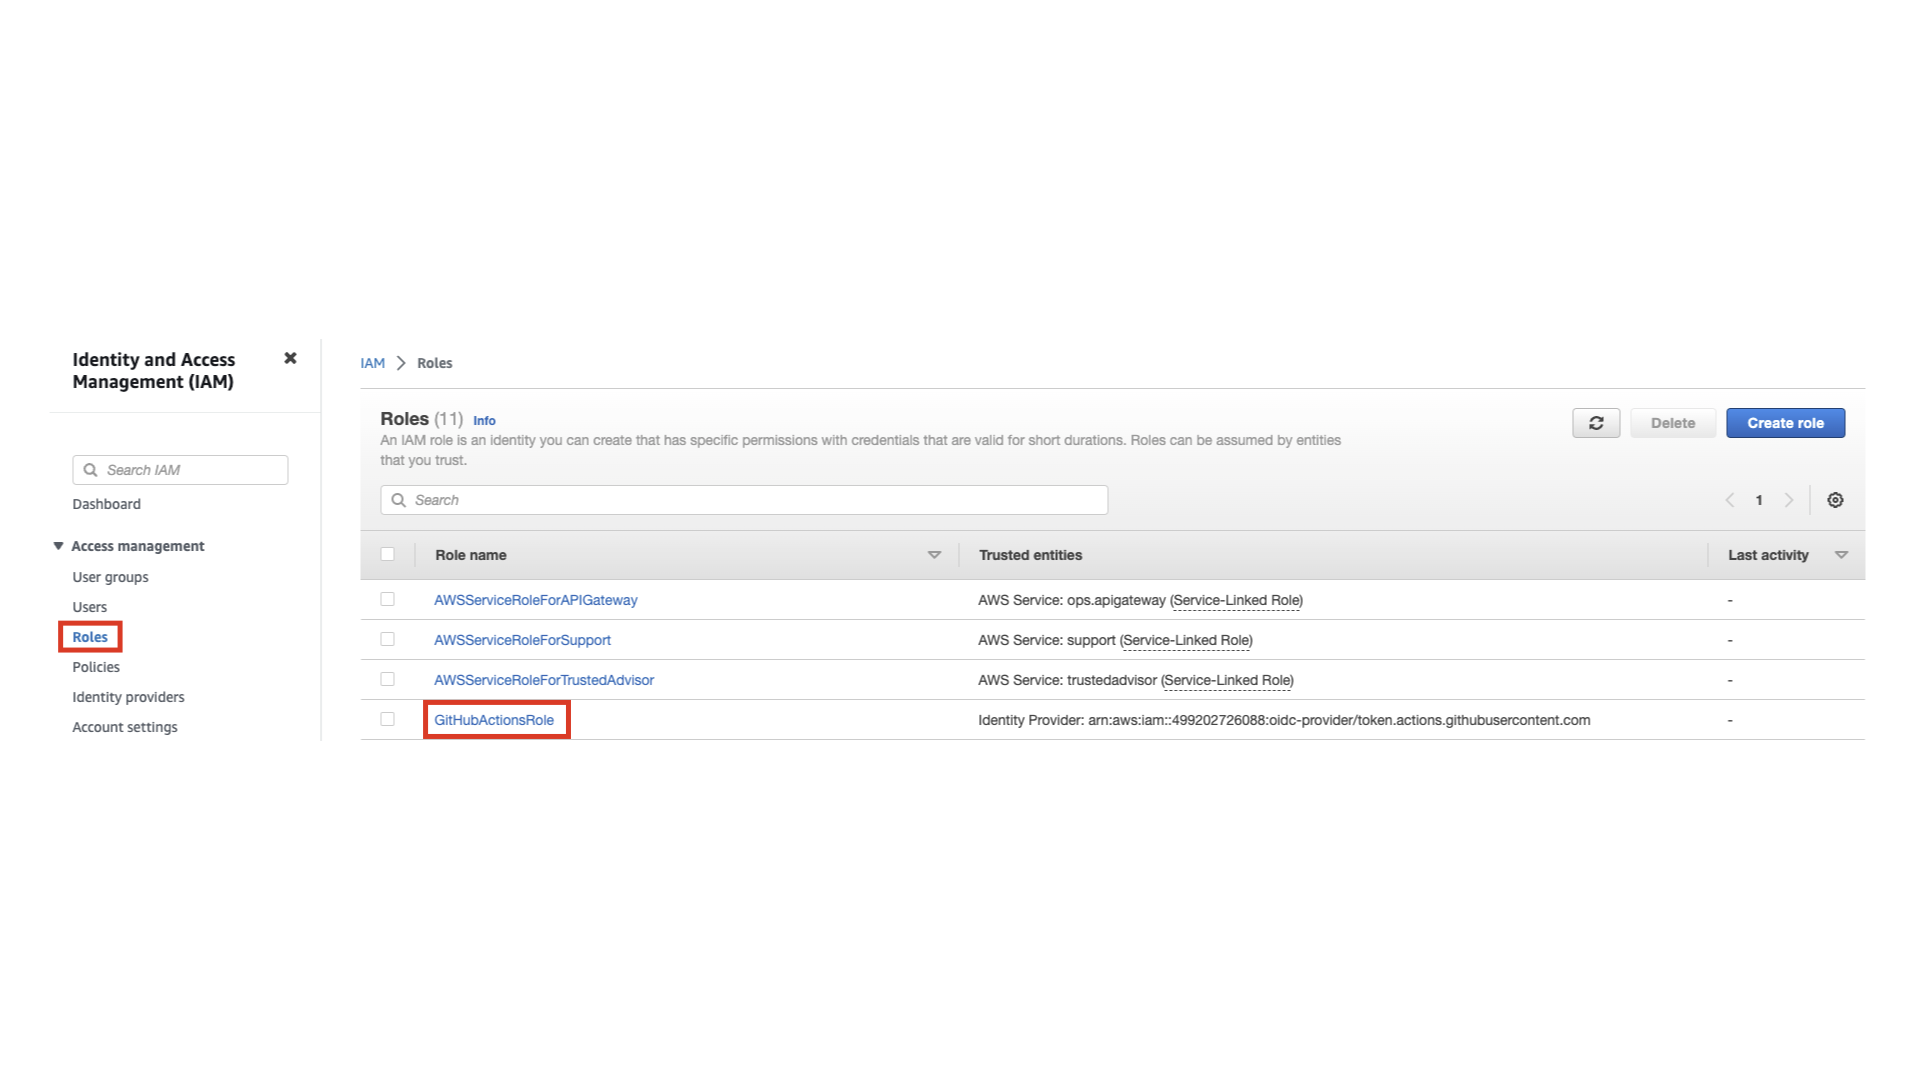 Identity and Access
Management (IAM)
Search IAM
Dashboard
Access management
User groups
Users
Roles
Policies
Identity providers
Account settings
IAM
Roles
Roles (11) Info
An IAM role is an identity you can create that has specific permissions with credentials that are valid for short durations. Roles can be assumed by entities
that you trust.
Delete
Create role
Search
1
Role name
Trusted entities
Last activity
AWSServiceRoleForAPIGateway
AWS Service: ops.apigateway (Service-Linked Role)
-
AWSServiceRoleForSupport
AWS Service: support (Service-Linked Role)
-
AWSServiceRoleForTrustedAdvisor
AWS Service: trustedadvisor (Service-Linked Role)
-
GitHubActionsRole
Identity Provider: arn:aws:iam::499202726088:oidc-provider/token.actions.githubusercontent.com
-